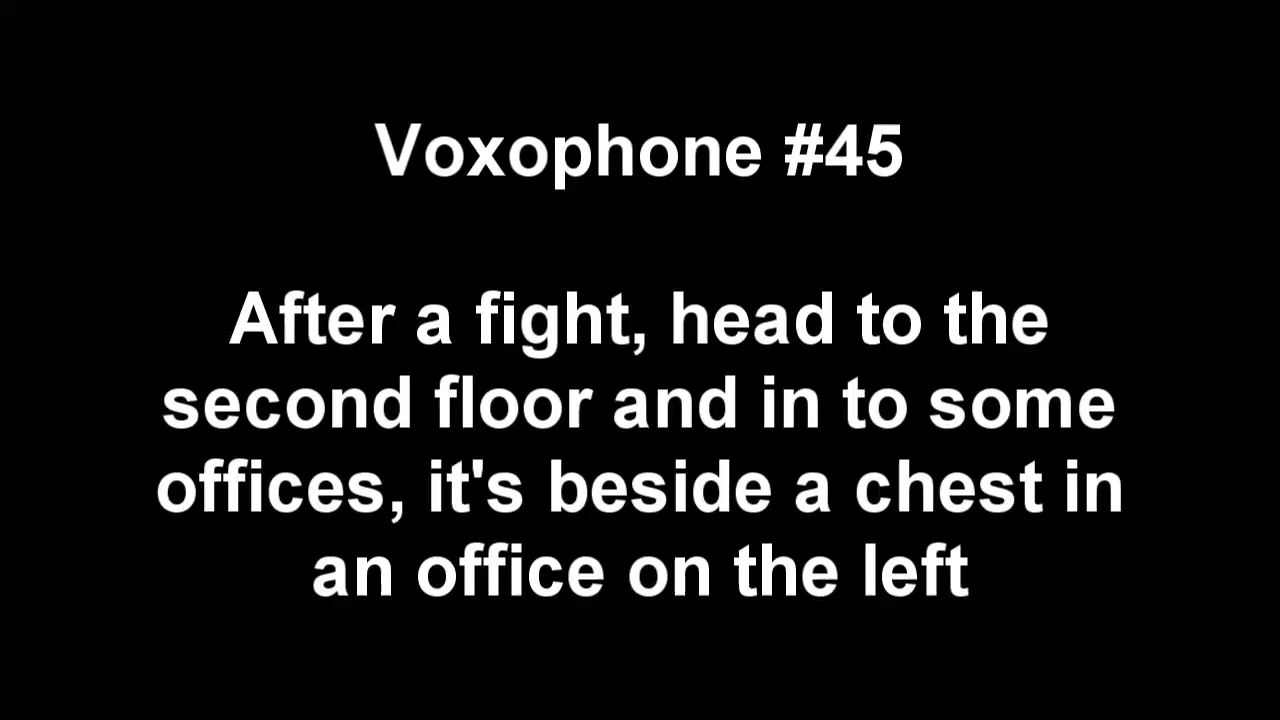 Voxophone #45
After a fight, head to the
second floor and in to some
offices, it's beside a chest in
an office on the left